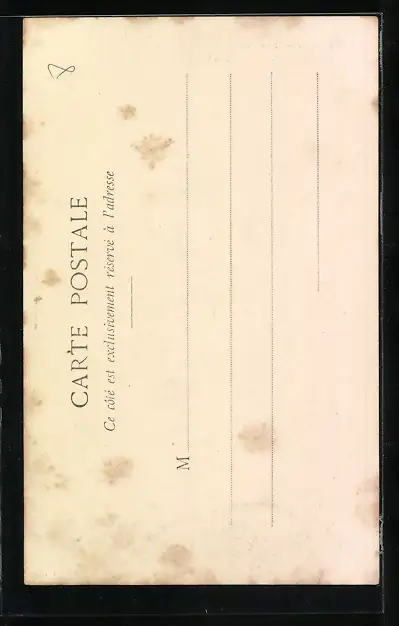 CARTE POSTALE
Ce côté est exclusivement réservé à l'adresse
M
8